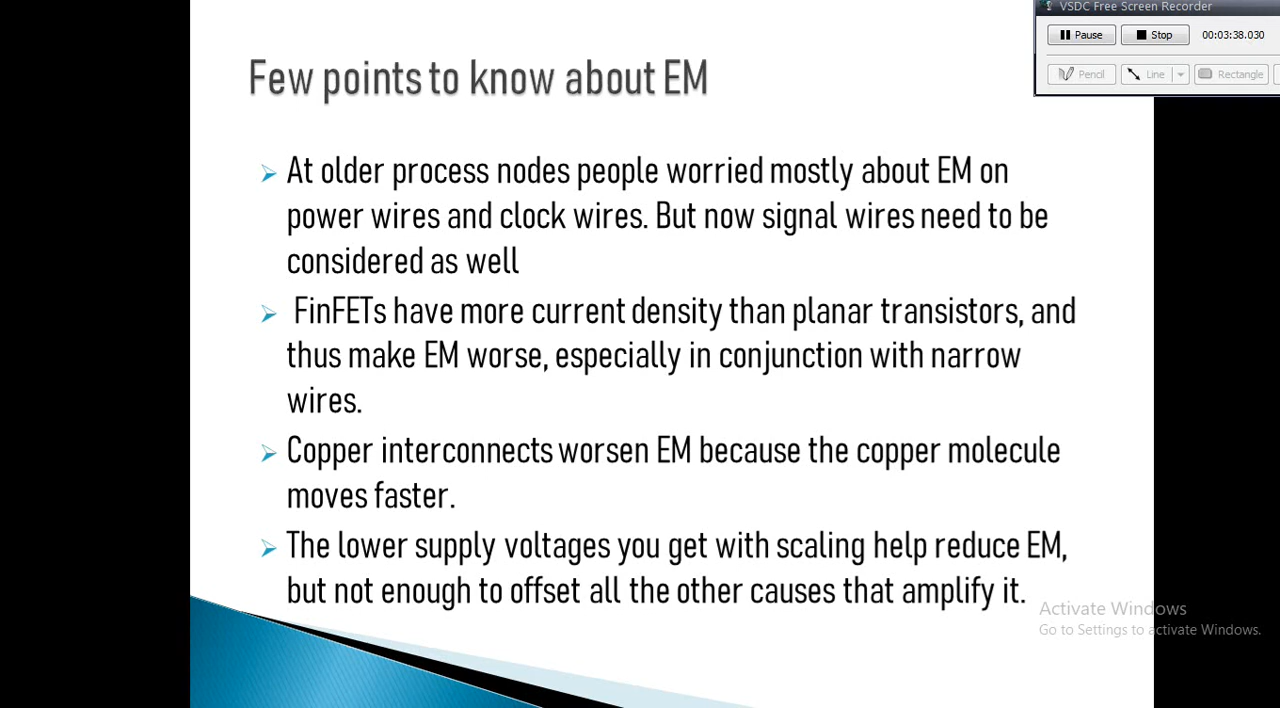 VSDC Free Screen Recorder
Pause Stop 00:03:38.030
Pencil Line Rectangle
Few points to know about EM
➢ At older process nodes people worried mostly about EM on
power wires and clock wires. But now signal wires need to be
considered as well
➢ FinFETs have more current density than planar transistors, and
thus make EM worse, especially in conjunction with narrow
wires.
➢ Copper interconnects worsen EM because the copper molecule
moves faster.
➢ The lower supply voltages you get with scaling help reduce EM,
but not enough to offset all the other causes that amplify it.
Activate Windows
Go to Settings to activate Windows.